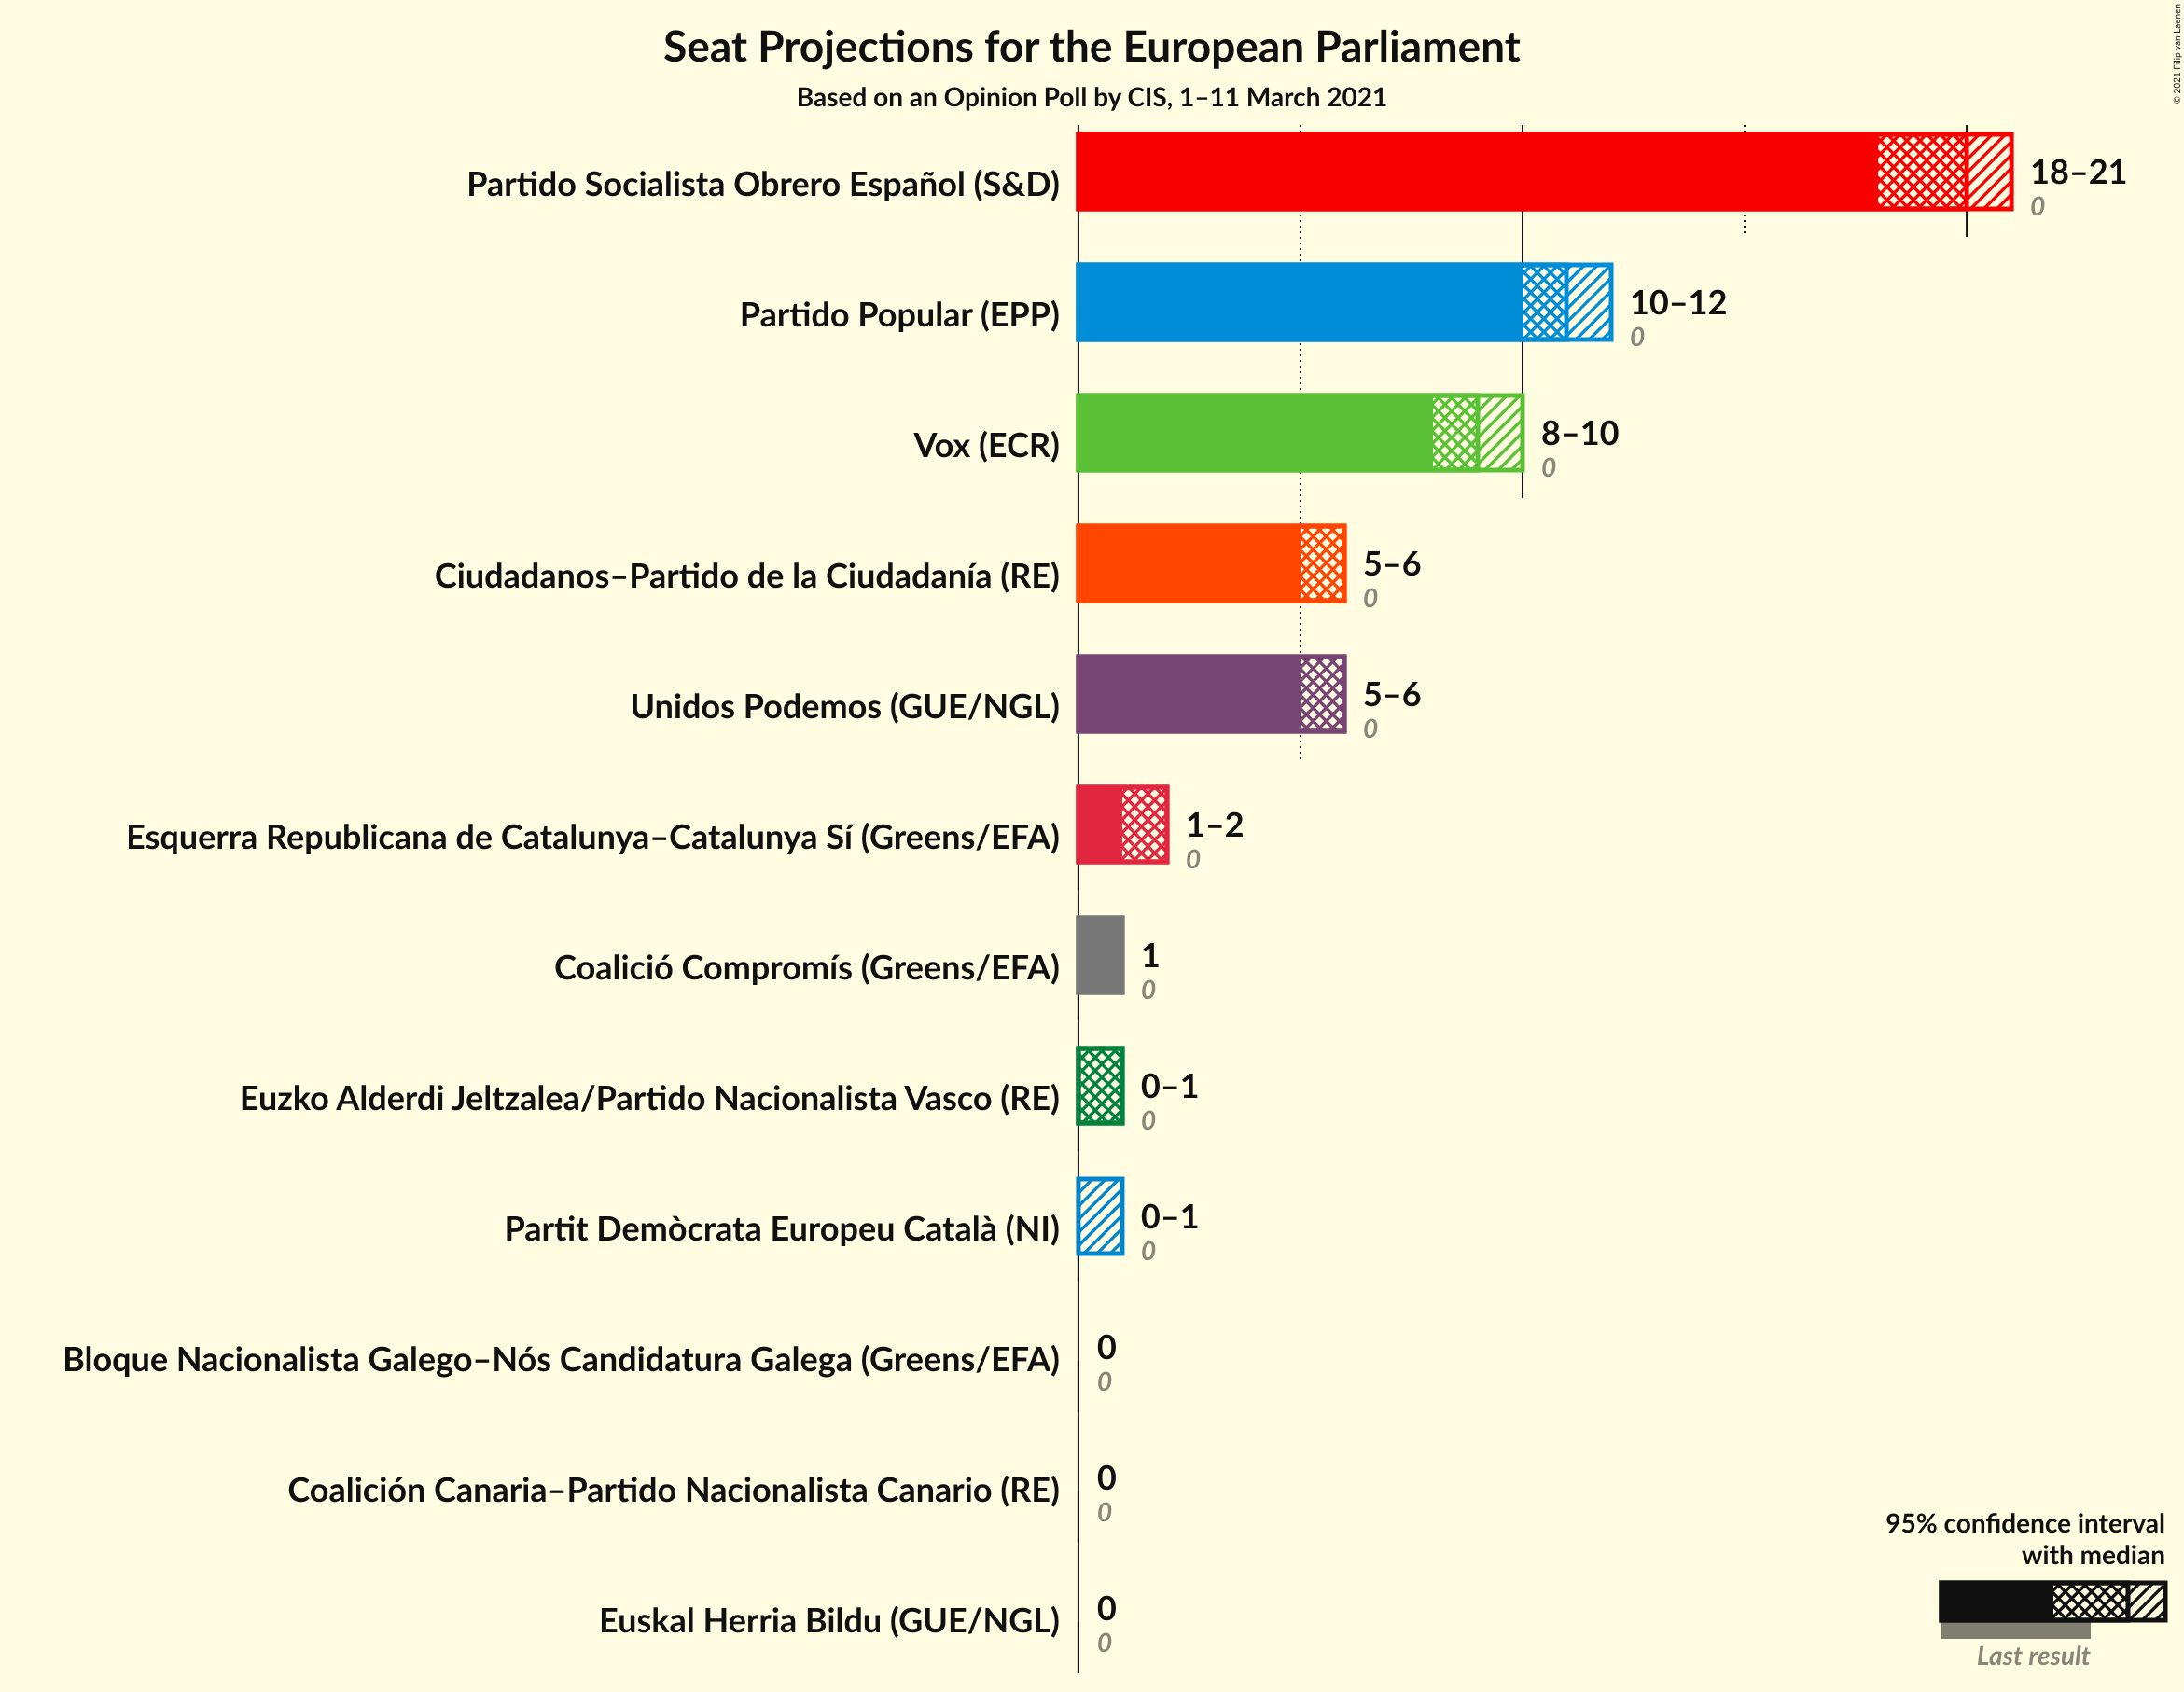 Seat Projections for the European Parliament
Based on an Opinion Poll by CIS, 1–11 March 2021
© 2021 Filip van Laenen
Partido Socialista Obrero Español (S&D)
18–21
0
Partido Popular (EPP)
10–12
0
Vox (ECR)
8–10
0
Ciudadanos–Partido de la Ciudadanía (RE)
5–6
0
Unidos Podemos (GUE/NGL)
5–6
0
Esquerra Republicana de Catalunya–Catalunya Sí (Greens/EFA)
1–2
0
Coalició Compromís (Greens/EFA)
1
0
Euzko Alderdi Jeltzalea/Partido Nacionalista Vasco (RE)
0–1
0
Partit Demòcrata Europeu Català (NI)
0–1
0
Bloque Nacionalista Galego–Nós Candidatura Galega (Greens/EFA)
0
0
Coalición Canaria–Partido Nacionalista Canario (RE)
0
0
Euskal Herria Bildu (GUE/NGL)
0
0
95% confidence interval
with median
Last result